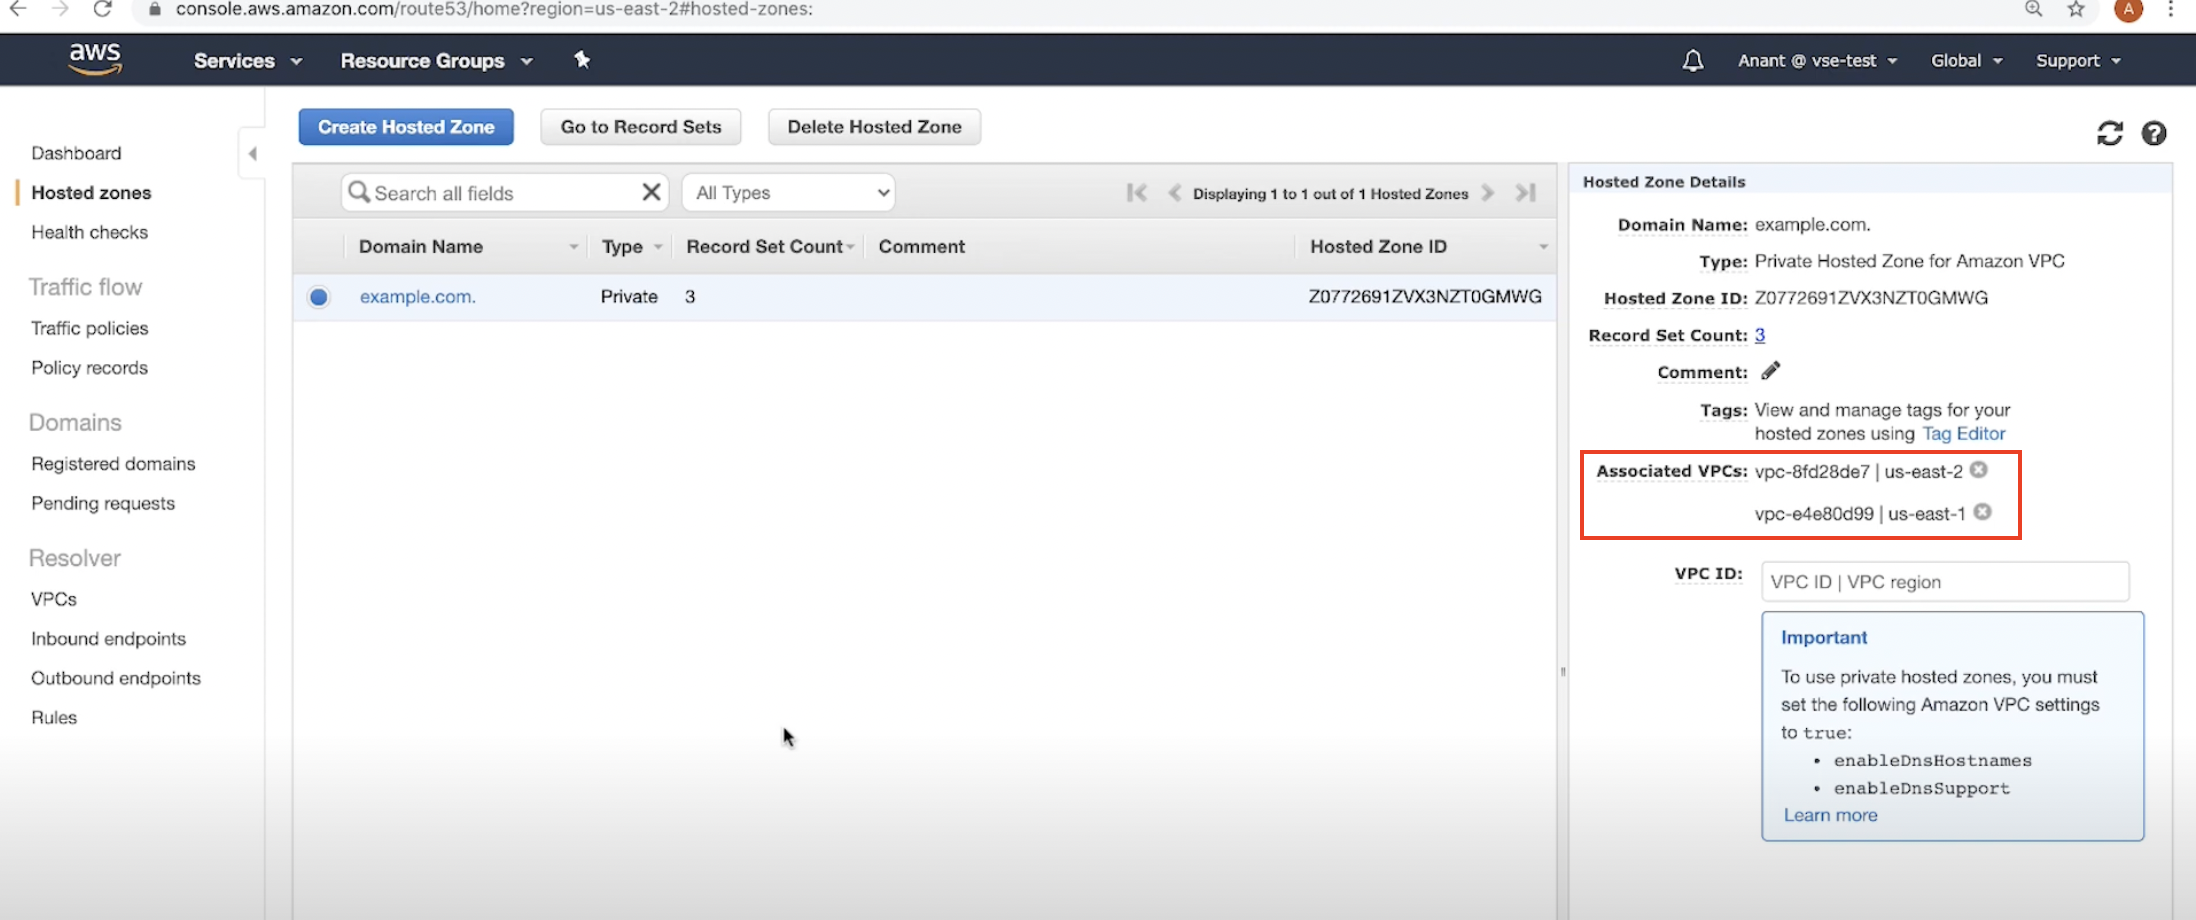 console.aws.amazon.com/route53/home?region=us-east-2#hosted-zones:
A
aws
Services
Resource Groups
Anant @ vse-test
Global
Support
Dashboard
Hosted zones
Health checks
Traffic flow
Traffic policies
Policy records
Domains
Registered domains
Pending requests
Resolver
VPCs
Inbound endpoints
Outbound endpoints
Rules
Create Hosted Zone
Go to Record Sets
Delete Hosted Zone
Search all fields
All Types
Displaying 1 to 1 out of 1 Hosted Zones
Domain Name Type Record Set Count Comment Hosted Zone ID
example.com. Private 3 Z0772691ZVX3NZT0GMWG
Hosted Zone Details
Domain Name: example.com.
Type: Private Hosted Zone for Amazon VPC
Hosted Zone ID: Z0772691ZVX3NZT0GMWG
Record Set Count: 3
Comment:
Tags: View and manage tags for your
hosted zones using Tag Editor
Associated VPCs: vpc-8fd28de7 | us-east-2
vpc-e4e80d99 | us-east-1
VPC ID: VPC ID | VPC region
Important
To use private hosted zones, you must
set the following Amazon VPC settings
to true:
• enableDnsHostnames
• enableDnsSupport
Learn more